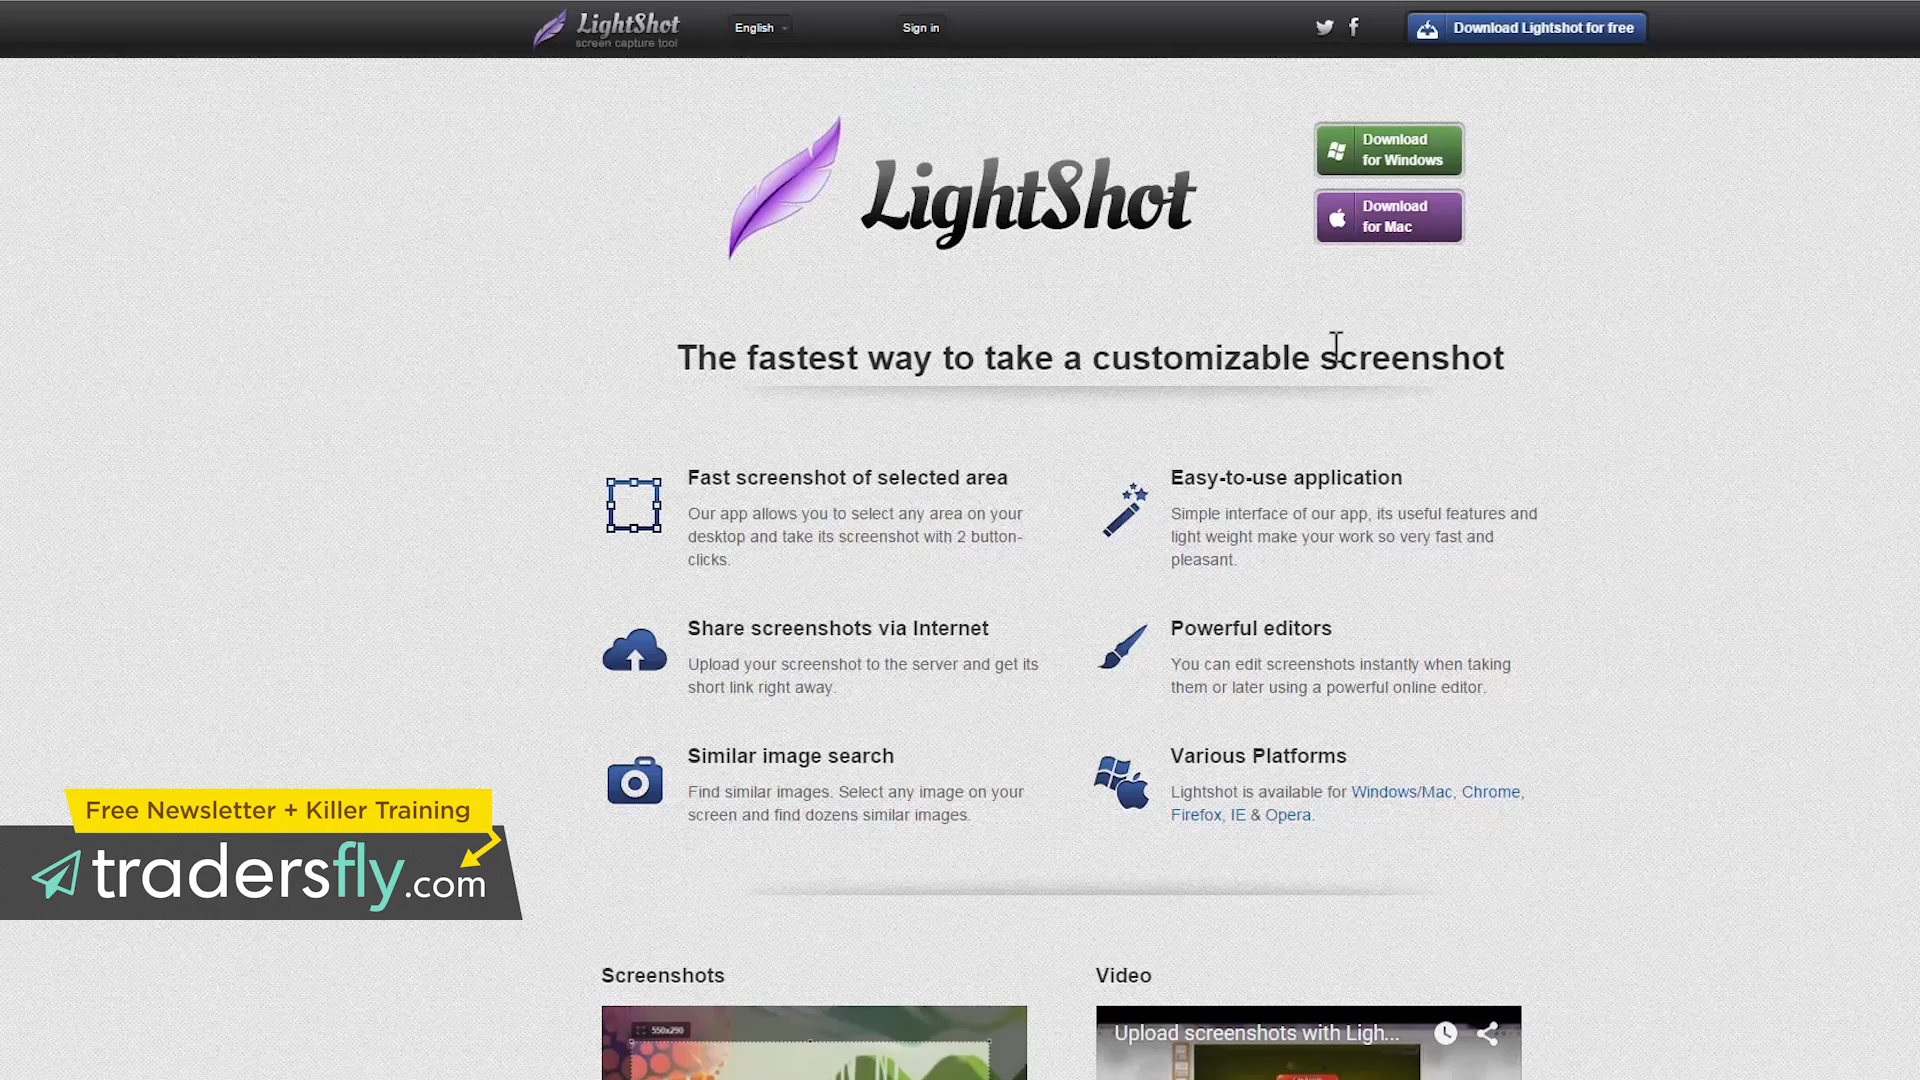 LightShot
screen capture tool
English
Sign in
Download Lightshot for free
LightShot
Download
for Windows
Download
for Mac
The fastest way to take a customizable screenshot
Fast screenshot of selected area
Our app allows you to select any area on your
desktop and take its screenshot with 2 button-
clicks.
Easy-to-use application
Simple interface of our app, its useful features and
light weight make your work so very fast and
pleasant.
Share screenshots via Internet
Upload your screenshot to the server and get its
short link right away.
Powerful editors
You can edit screenshots instantly when taking
them or later using a powerful online editor.
Similar image search
Find similar images. Select any image on your
screen and find dozens similar images.
Various Platforms
Lightshot is available for Windows/Mac, Chrome,
Firefox, IE & Opera.
Free Newsletter + Killer Training
tradersfly.com
Screenshots
550x290
Video
Upload screenshots with Ligh...